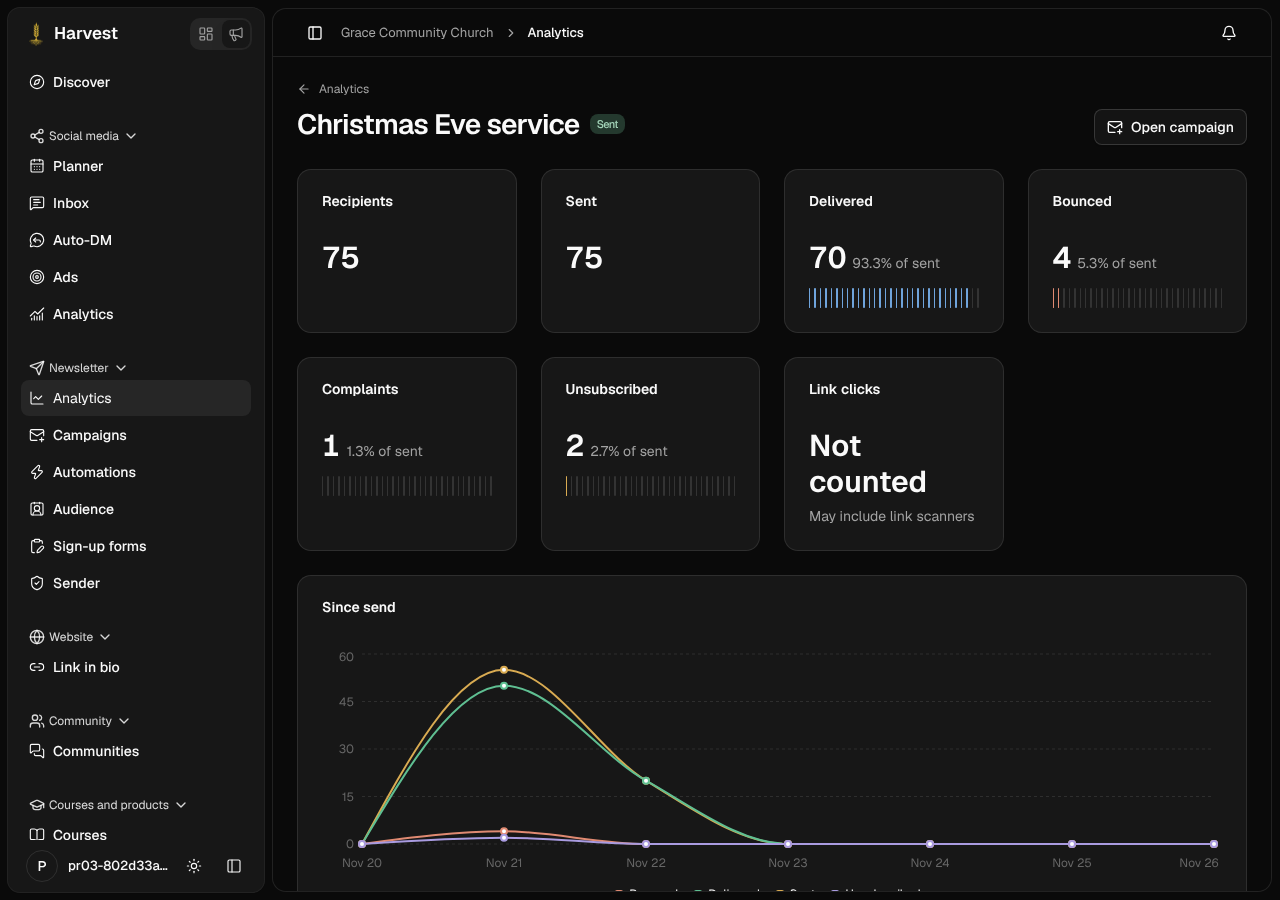 Harvest
Discover
Social media
Planner
Inbox
Auto-DM
Ads
Analytics
Newsletter
Analytics
Campaigns
Automations
Audience
Sign-up forms
Sender
Website
Link in bio
Community
Communities
Courses and products
Courses
P pr03-802d33a...
Grace Community Church > Analytics
← Analytics
Christmas Eve service Sent
Open campaign
Recipients
75
Sent
75
Delivered
70 93.3% of sent
Bounced
4 5.3% of sent
Complaints
1 1.3% of sent
Unsubscribed
2 2.7% of sent
Link clicks
Not
counted
May include link scanners
Since send
60
45
30
15
0
Nov 20 Nov 21 Nov 22 Nov 23 Nov 24 Nov 25 Nov 26